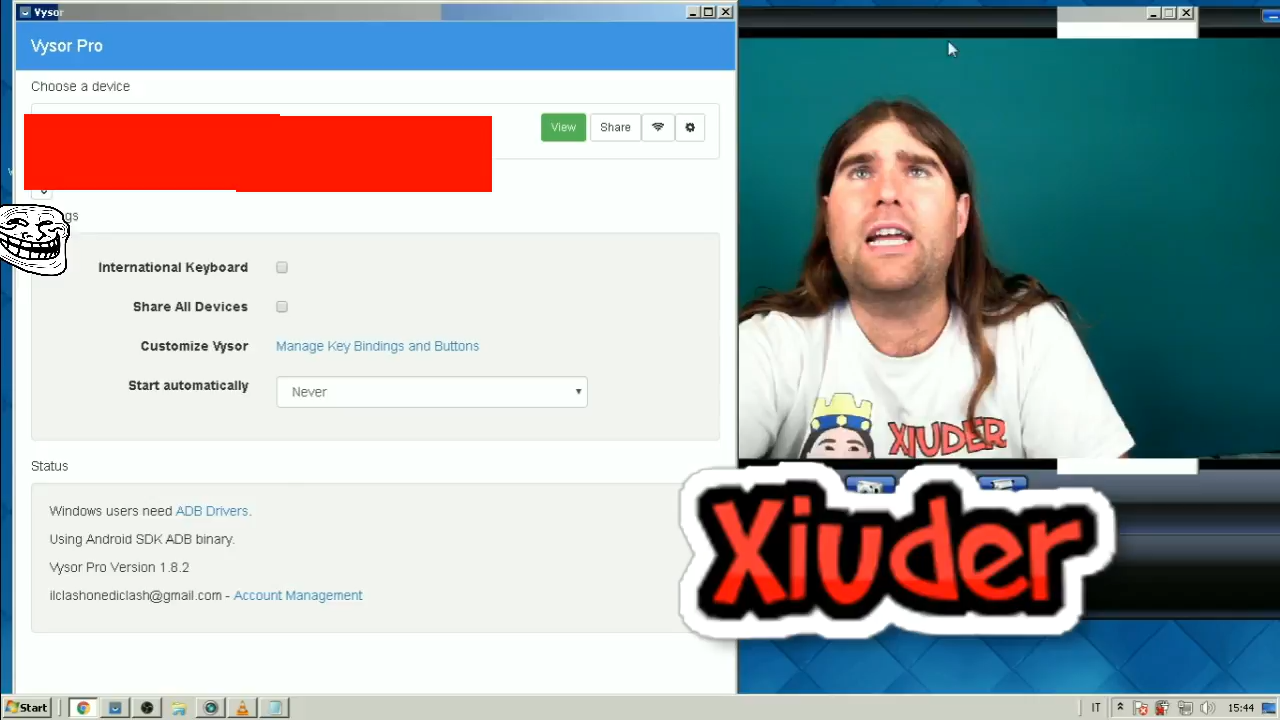 Vysor
Vysor Pro
Choose a device
View
Share
gs
International Keyboard
Share All Devices
Customize Vysor
Manage Key Bindings and Buttons
Start automatically
Never
Status
Windows users need ADB Drivers.
Using Android SDK ADB binary.
Vysor Pro Version 1.8.2
ilclashonediclash@gmail.com - Account Management
XIUDER
Xiuder
Start
IT
15:44